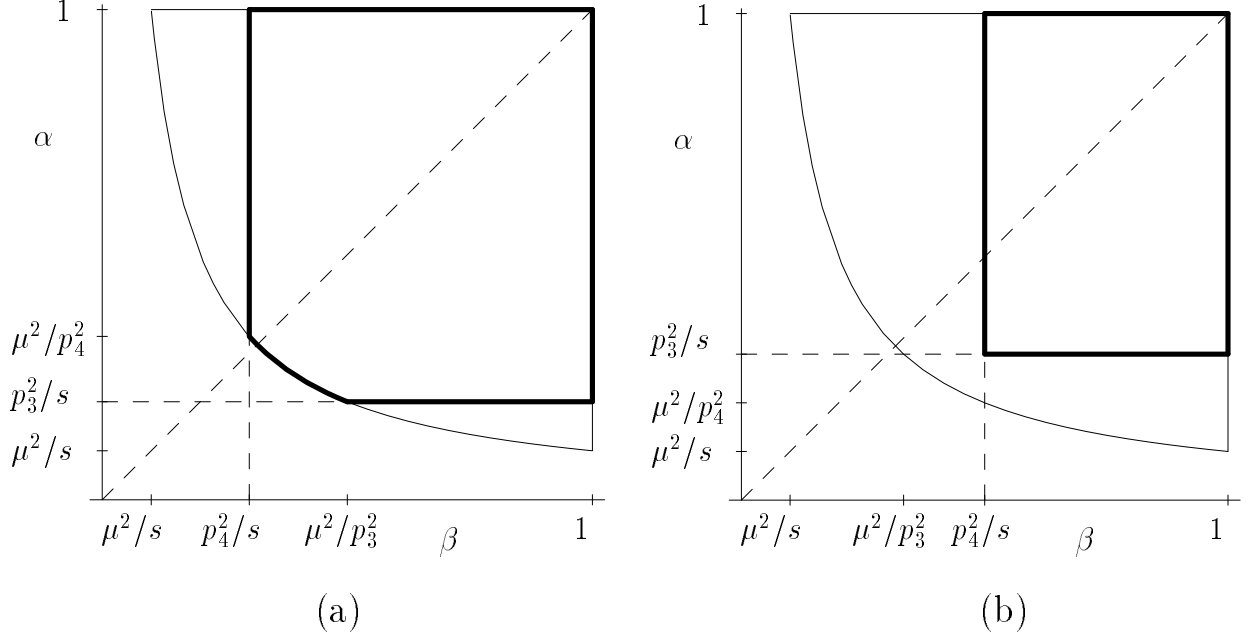 1
α
μ²/p₄²
p₃²/s
μ²/s
μ²/s p₄²/s μ²/p₃² β 1
(a)
1
α
p₃²/s
μ²/p₄²
μ²/s
μ²/s μ²/p₃² p₄²/s β 1
(b)